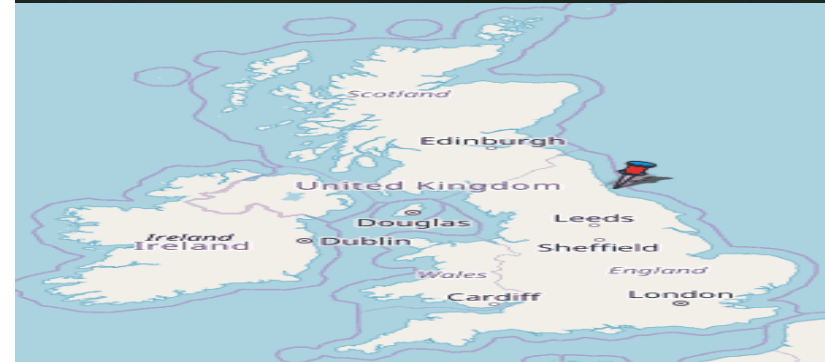 Scotland
Edinburgh
United Kingdom
Douglas
Leeds
Ireland
Ireland
Dublin
Sheffield
Wales
England
Cardiff
London